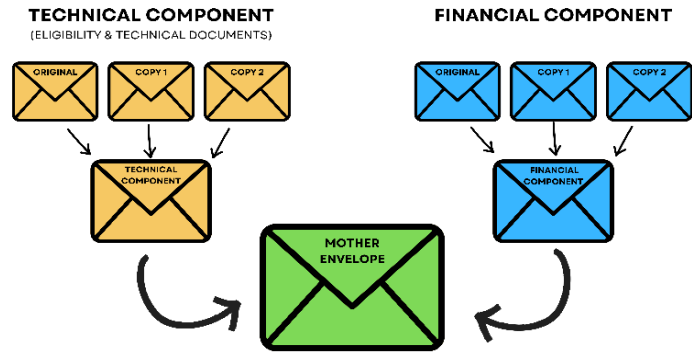 TECHNICAL COMPONENT
(ELIGIBILITY & TECHNICAL DOCUMENTS)
ORIGINAL
COPY 1
COPY 2
TECHNICAL
COMPONENT
FINANCIAL COMPONENT
ORIGINAL
COPY 1
COPY 2
FINANCIAL
COMPONENT
MOTHER
ENVELOPE